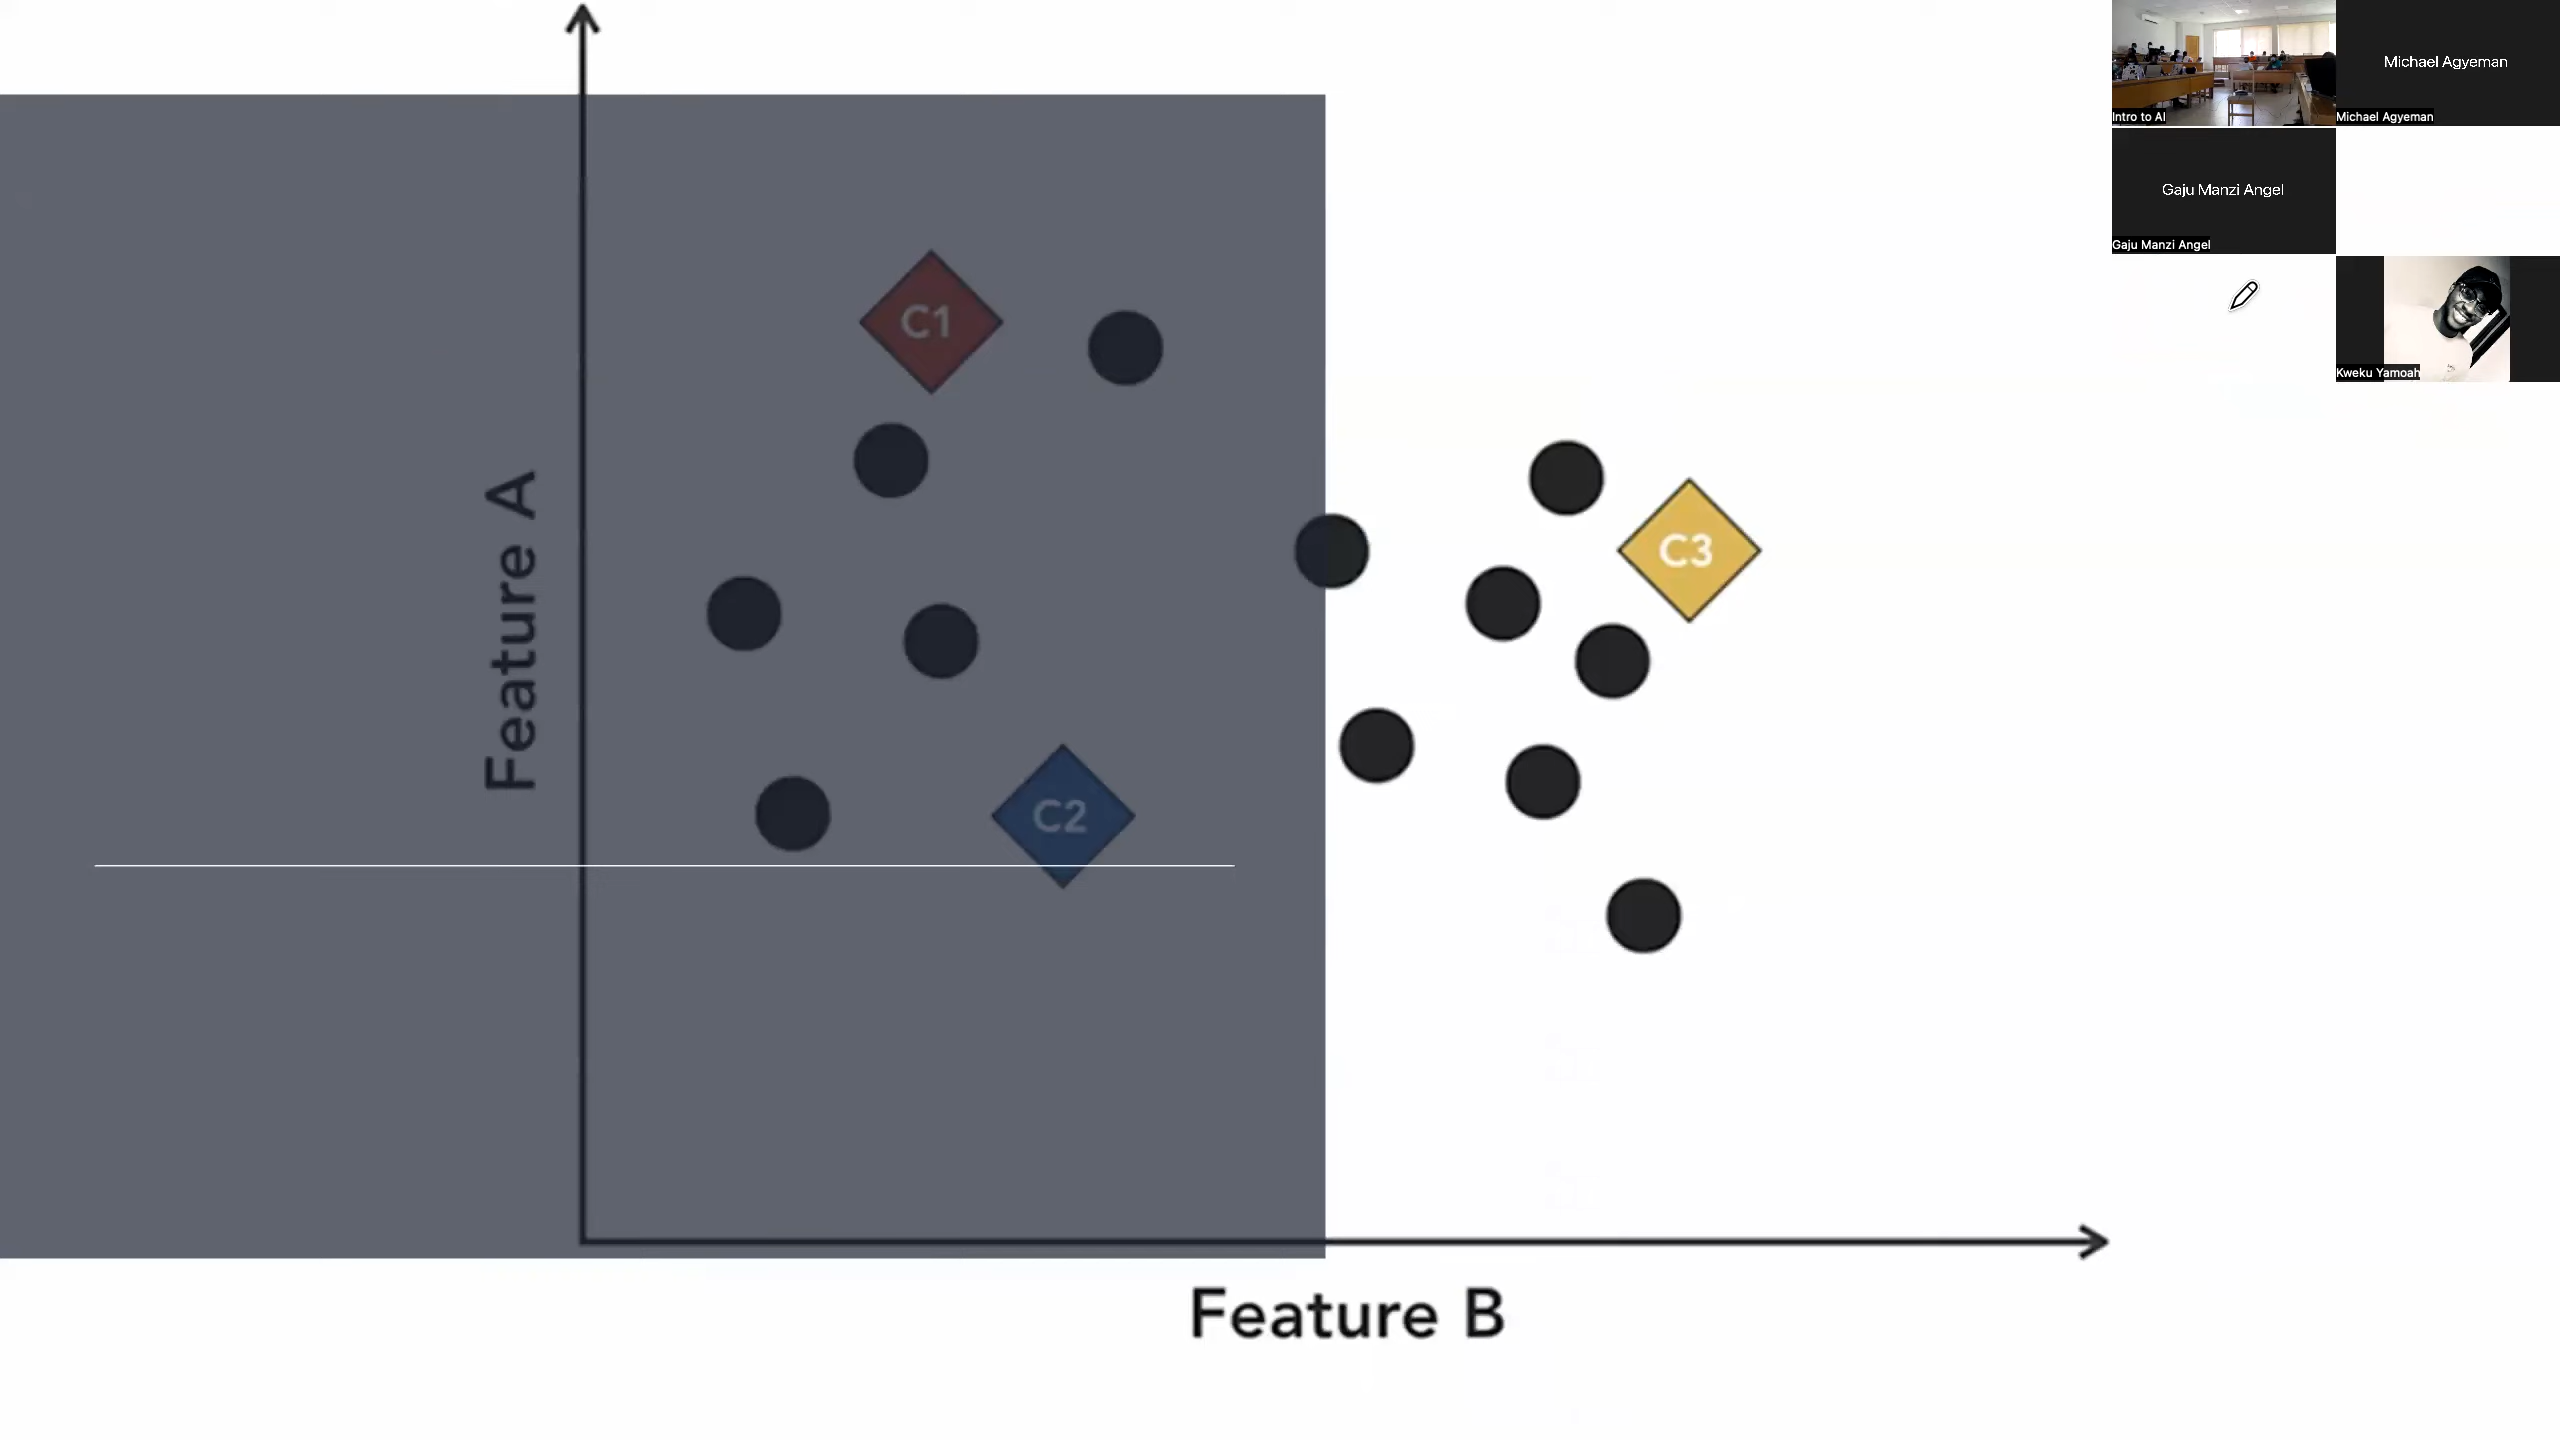 Intro to AI
Michael Agyeman
Michael Agyeman
Gaju Manzi Angel
Gaju Manzi Angel
Kweku Yamoah
C1
C3
Feature A
C2
Feature B